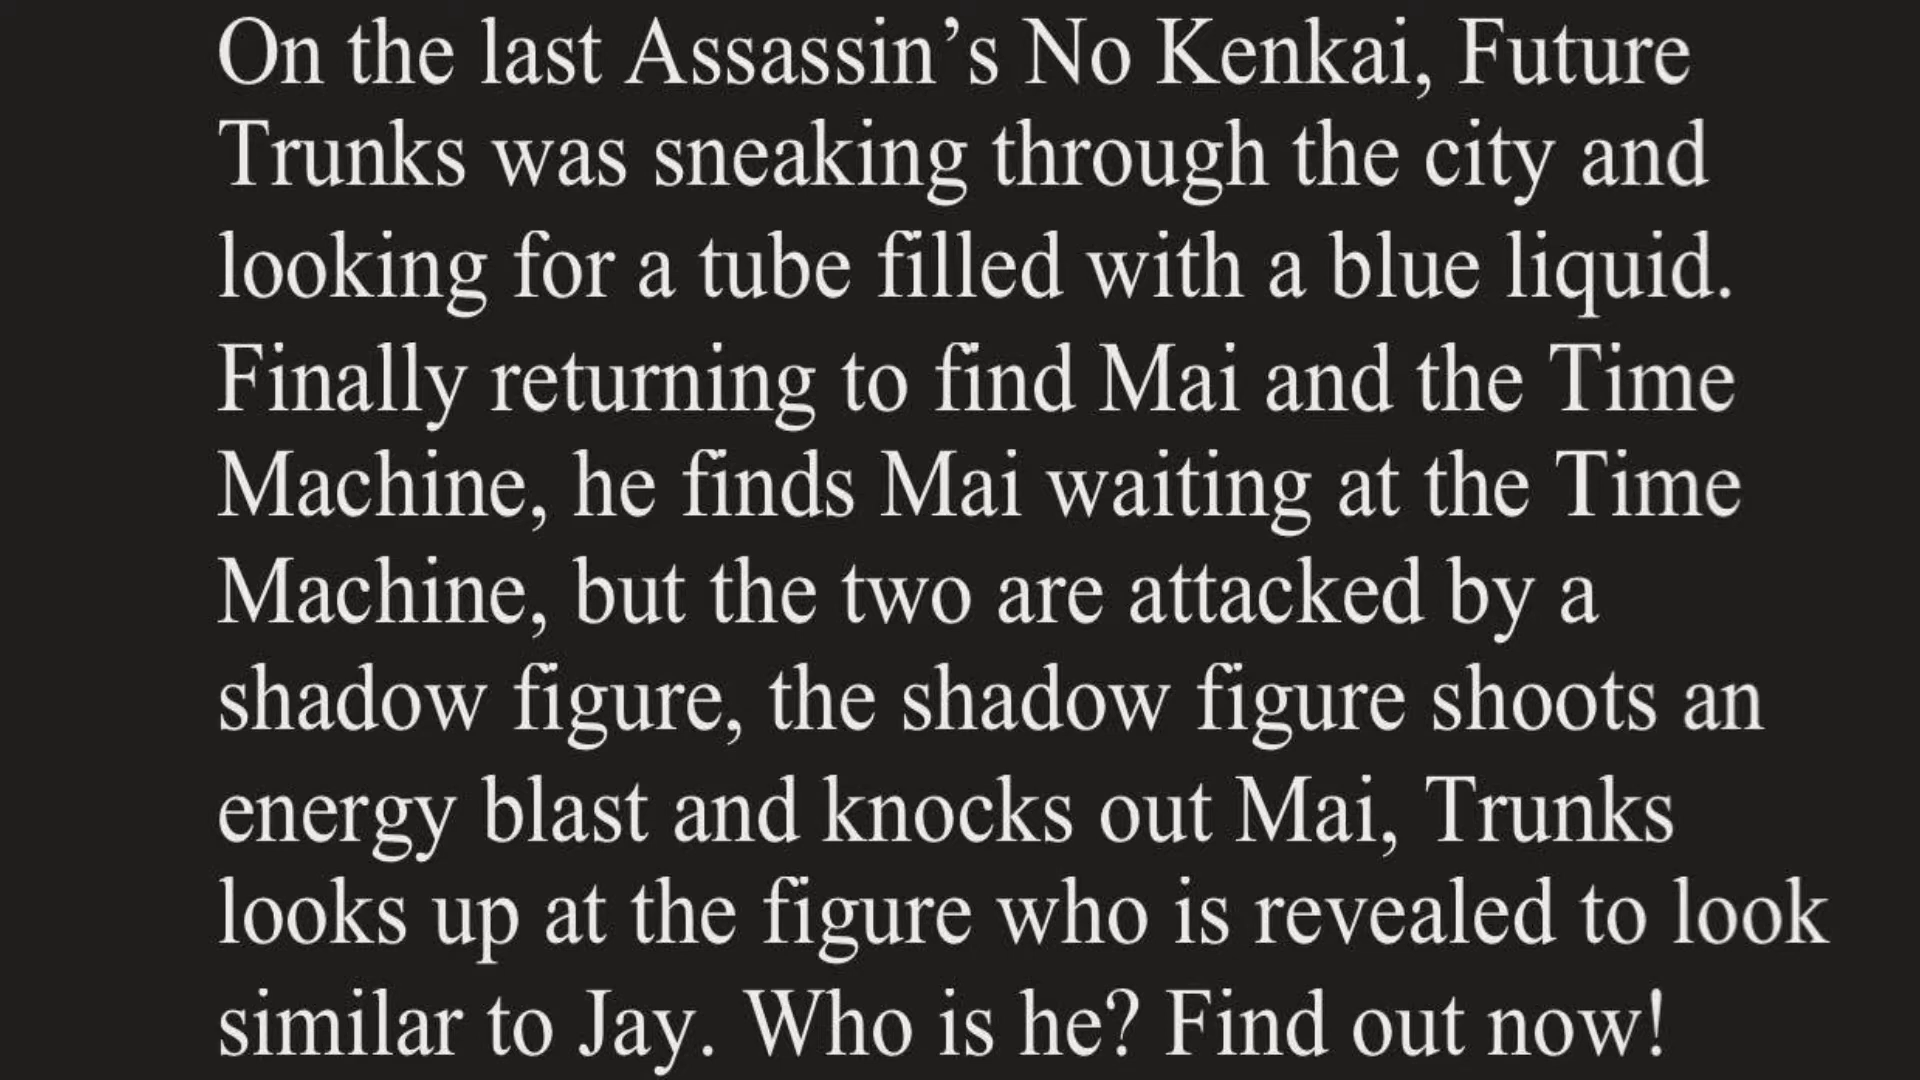 On the last Assassin’s No Kenkai, Future
Trunks was sneaking through the city and
looking for a tube filled with a blue liquid.
Finally returning to find Mai and the Time
Machine, he finds Mai waiting at the Time
Machine, but the two are attacked by a
shadow figure, the shadow figure shoots an
energy blast and knocks out Mai, Trunks
looks up at the figure who is revealed to look
similar to Jay. Who is he? Find out now!